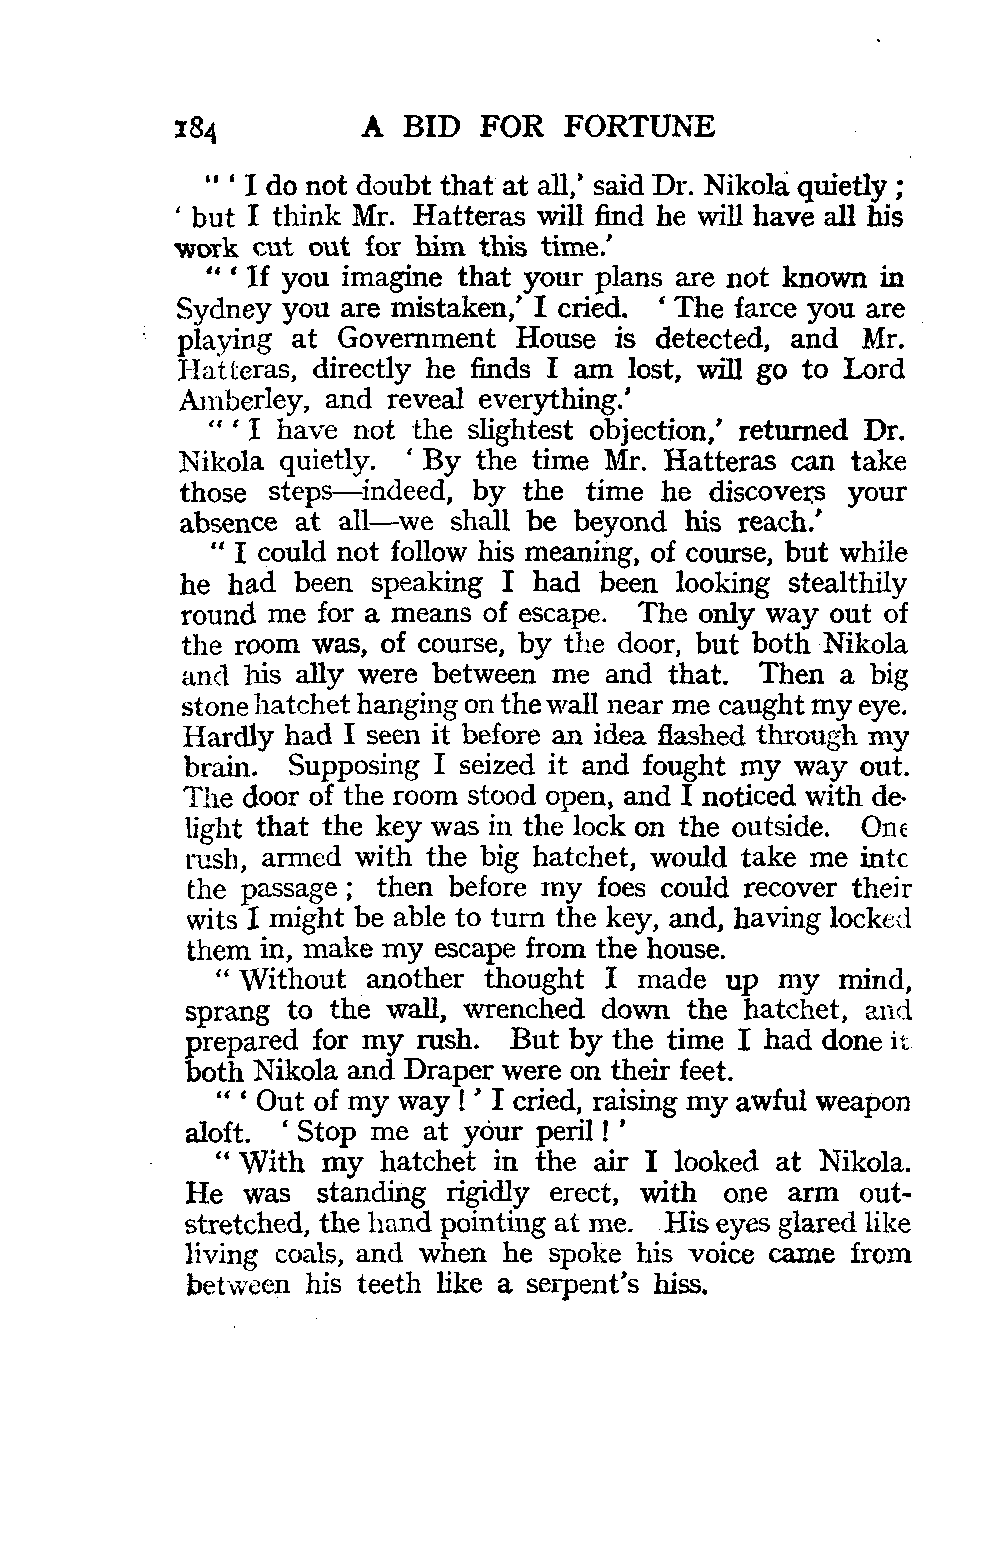 184 A BID FOR FORTUNE
" ' I do not doubt that at all,' said Dr. Nikola quietly ;
' but I think Mr. Hatteras will find he will have all his
work cut out for him this time.'
" ' If you imagine that your plans are not known in
Sydney you are mistaken,' I cried. ' The farce you are
playing at Government House is detected, and Mr.
Hatteras, directly he finds I am lost, will go to Lord
Amberley, and reveal everything.'
" ' I have not the slightest objection,' returned Dr.
Nikola quietly. ' By the time Mr. Hatteras can take
those steps—indeed, by the time he discovers your
absence at all—we shall be beyond his reach.'
" I could not follow his meaning, of course, but while
he had been speaking I had been looking stealthily
round me for a means of escape. The only way out of
the room was, of course, by the door, but both Nikola
and his ally were between me and that. Then a big
stone hatchet hanging on the wall near me caught my eye.
Hardly had I seen it before an idea flashed through my
brain. Supposing I seized it and fought my way out.
The door of the room stood open, and I noticed with de-
light that the key was in the lock on the outside. One
rush, armed with the big hatchet, would take me into
the passage ; then before my foes could recover their
wits I might be able to turn the key, and, having locked
them in, make my escape from the house.
" Without another thought I made up my mind,
sprang to the wall, wrenched down the hatchet, and
prepared for my rush. But by the time I had done it
both Nikola and Draper were on their feet.
" ' Out of my way ! ' I cried, raising my awful weapon
aloft. ' Stop me at your peril ! '
" With my hatchet in the air I looked at Nikola.
He was standing rigidly erect, with one arm out-
stretched, the hand pointing at me. His eyes glared like
living coals, and when he spoke his voice came from
between his teeth like a serpent's hiss.